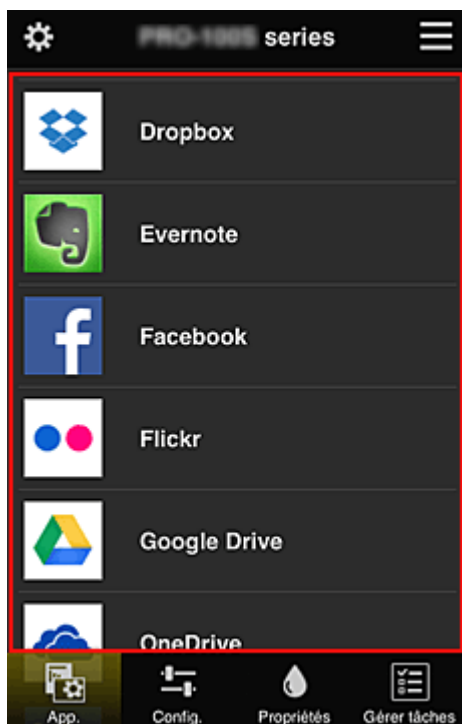 series
Dropbox
Evernote
Facebook
Flickr
Google Drive
OneDrive
App. Config. Propriétés Gérer tâches